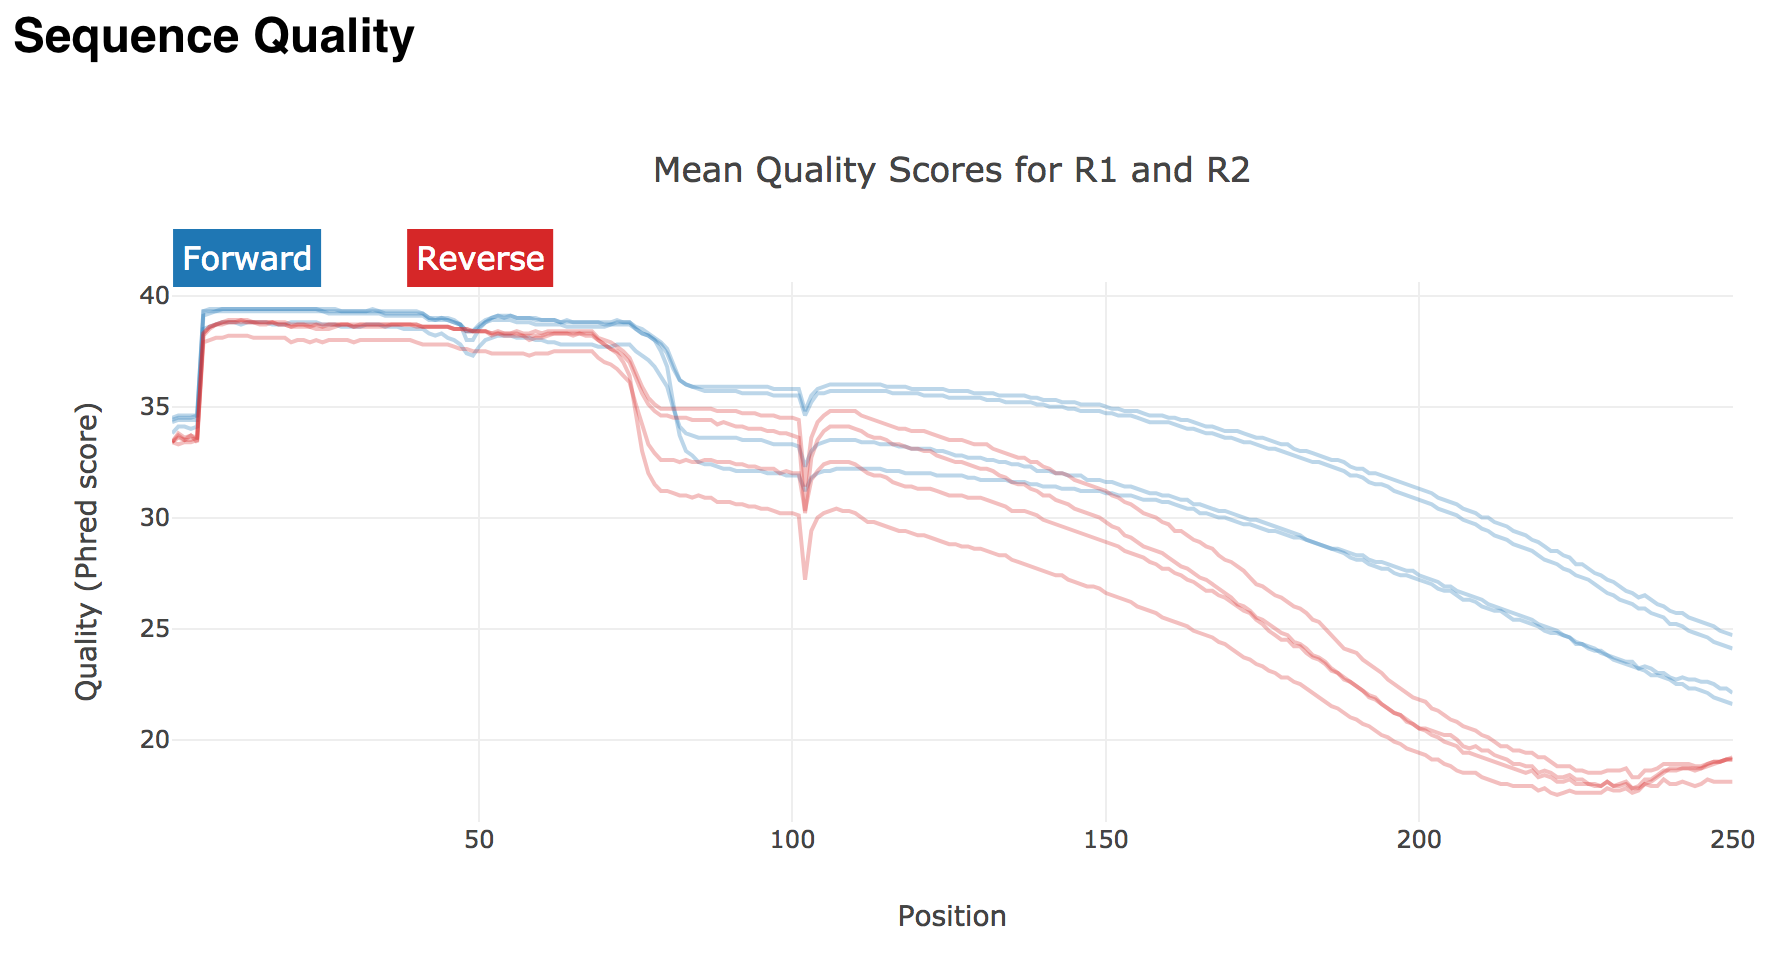 Sequence Quality
Mean Quality Scores for R1 and R2
Forward Reverse
40
35
30
25
20
Quality (Phred score)
50 100 150 200 250
Position